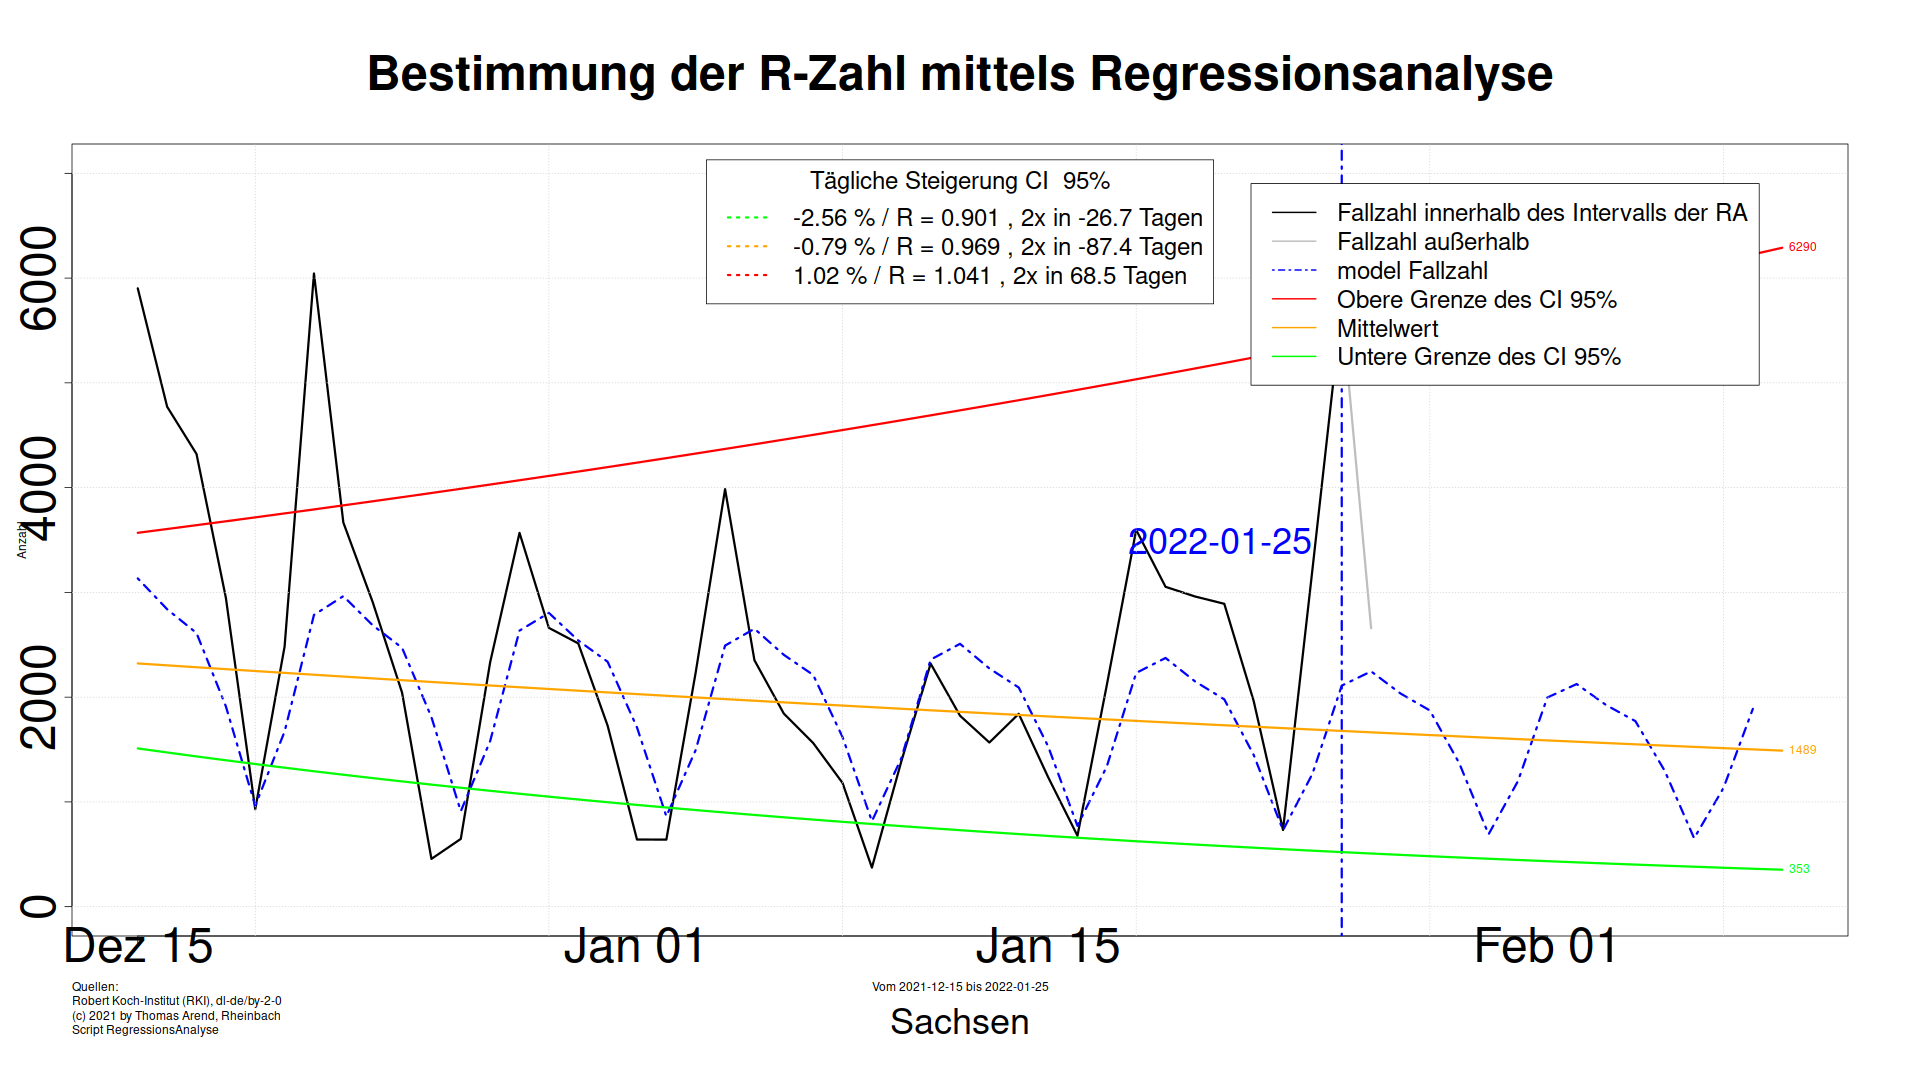 Bestimmung der R-Zahl mittels Regressionsanalyse
Tägliche Steigerung CI  95%
-2.56 % / R = 0.901 , 2x in -26.7 Tagen
-0.79 % / R = 0.969 , 2x in -87.4 Tagen
1.02 % / R = 1.041 , 2x in 68.5 Tagen
Fallzahl innerhalb des Intervalls der RA
Fallzahl außerhalb
model Fallzahl
Obere Grenze des CI 95%
Mittelwert
Untere Grenze des CI 95%
6290
6000
4000
2000
0
Anzahl
2022-01-25
1489
353
Dez 15
Jan 01
Jan 15
Feb 01
Quellen:
Robert Koch-Institut (RKI), dl-de/by-2-0
(c) 2021 by Thomas Arend, Rheinbach
Script RegressionsAnalyse
Vom 2021-12-15 bis 2022-01-25
Sachsen